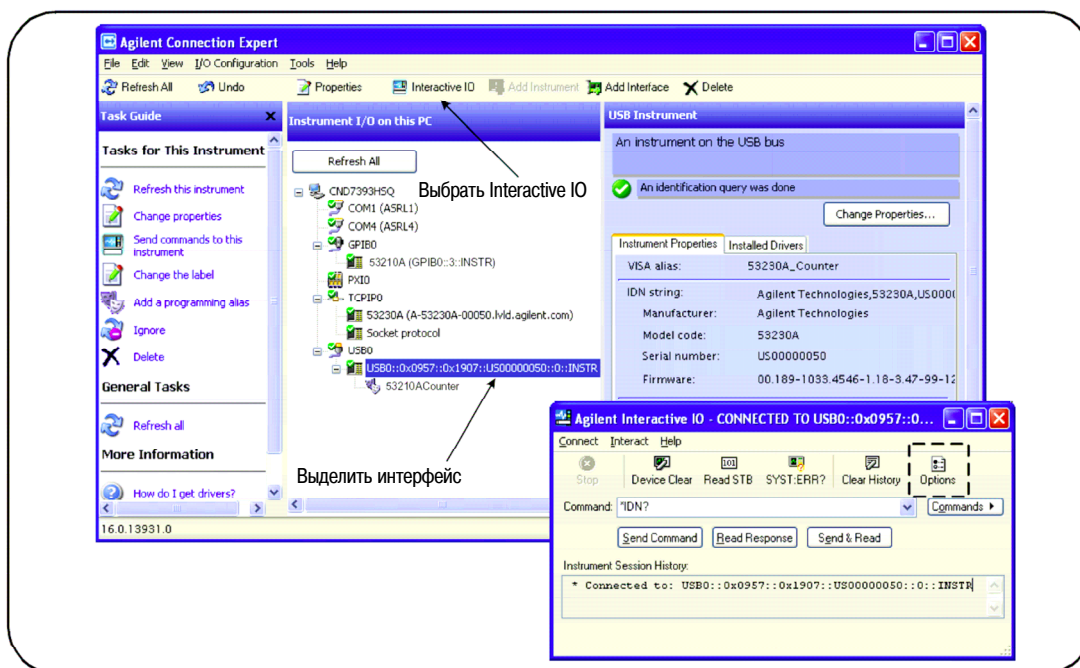 Agilent Connection Expert
File Edit View I/O Configuration Tools Help
Refresh All Undo Properties Interactive IO Add Instrument Add Interface Delete
Task Guide
Tasks for This Instrument
Refresh this instrument
Change properties
Send commands to this
instrument
Change the label
Add a programming alias
Ignore
Delete
General Tasks
Refresh all
More Information
How do I get drivers?
16.0.13931.0
Instrument I/O on this PC
Refresh All
Выбрать Interactive IO
CND7393HSQ
COM1 (ASRL1)
COM4 (ASRL4)
GPIB0
53210A (GPIB0::3::INSTR)
PXI0
TCPIP0
53230A (A-53230A-00050.lvld.agilent.com)
Socket protocol
USB0
USB0::0x0957::0x1907::US00000050::0::INSTR
53210ACounter
Выделить интерфейс
USB Instrument
An instrument on the USB bus
An identification query was done
Change Properties...
Instrument Properties Installed Drivers
VISA alias: 53230A_Counter
IDN string: Agilent Technologies,53230A,US000(
Manufacturer: Agilent Technologies
Model code: 53230A
Serial number: US00000050
Firmware: 00.189-1033.4546-1.18-3.47-99-12
Agilent Interactive IO - CONNECTED TO USB0::0x0957::0...
Connect Interact Help
Stop Device Clear Read STB SYST:ERR? Clear History Options
Command: *IDN? Commands
Send Command Read Response Send & Read
Instrument Session History:
* Connected to: USB0::0x0957::0x1907::US00000050::0::INSTR